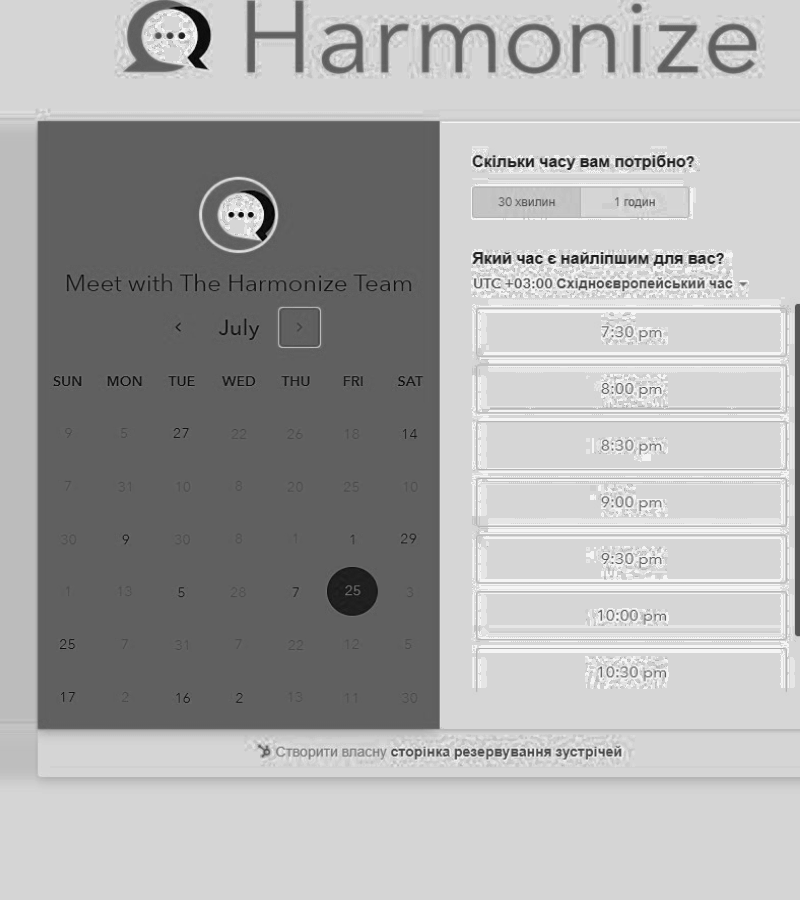 Harmonize
Meet with The Harmonize Team
July
SUN MON TUE WED THU FRI SAT
9 5 27 22 26 18 14
7 31 10 8 20 25 10
30 9 30 8 1 1 29
1 13 5 28 7 25 3
25 7 31 7 22 12 5
17 2 16 2 13 11 30
Скільки часу вам потрібно?
30 хвилин 1 годин
Який час є найліпшим для вас?
UTC +03:00 Східноєвропейський час
7:30 pm
8:00 pm
8:30 pm
9:00 pm
9:30 pm
10:00 pm
10:30 pm
Створити власну сторінка резервування зустрічей